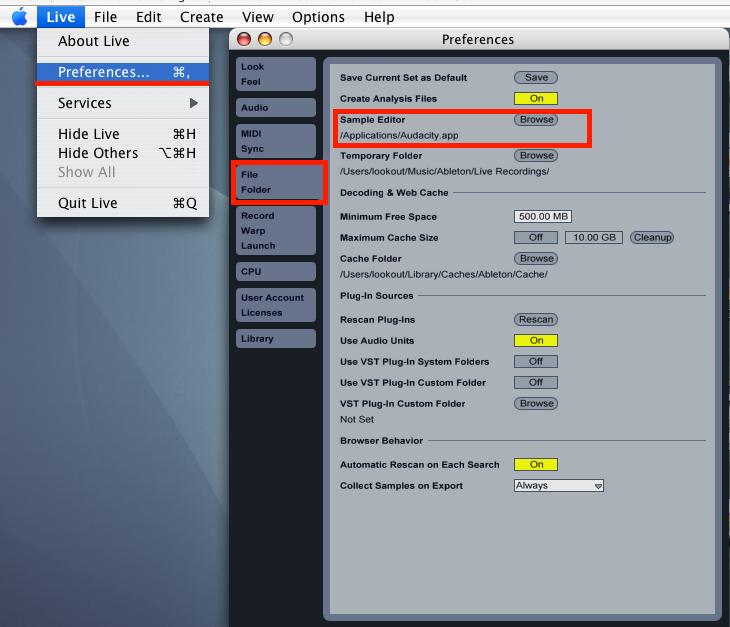 Live File Edit Create View Options Help
About Live
Preferences... ⌘,
Services
Hide Live ⌘H
Hide Others ⌥⌘H
Show All
Quit Live ⌘Q
Preferences
Look
Feel
Audio
MIDI
Sync
File
Folder
Record
Warp
Launch
CPU
User Account
Licenses
Library
Save Current Set as Default Save
Create Analysis Files On
Sample Editor Browse
/Applications/Audacity.app
Temporary Folder Browse
/Users/lookout/Music/Ableton/Live Recordings/
Decoding & Web Cache
Minimum Free Space 500.00 MB
Maximum Cache Size Off 10.00 GB Cleanup
Cache Folder Browse
/Users/lookout/Library/Caches/Ableton/Cache/
Plug-In Sources
Rescan Plug-Ins Rescan
Use Audio Units On
Use VST Plug-In System Folders Off
Use VST Plug-In Custom Folder Off
VST Plug-In Custom Folder Browse
Not Set
Browser Behavior
Automatic Rescan on Each Search On
Collect Samples on Export Always